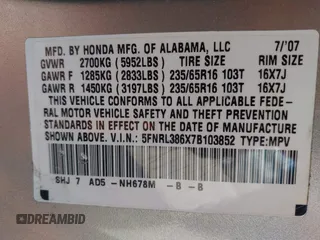 MFD. BY HONDA MFG. OF ALABAMA, LLC 7/'07
GVWR 2700KG (5952LBS) TIRE SIZE RIM SIZE
GAWR F 1285KG (2833LBS) 235/65R16 103T 16X7J
GAWR R 1450KG (3197LBS) 235/65R16 103T 16X7J
THIS VEHICLE CONFORMS TO ALL APPLICABLE FEDE-
RAL MOTOR VEHICLE SAFETY AND THEFT PREVENTION
STANDARDS IN EFFECT ON THE DATE OF MANUFACTURE
SHOWN ABOVE. V.I.N.: 5FNRL386X7B103852 TYPE:MPV
SHJ 7 AD5 -NH678M -8 -8
DREAMBID